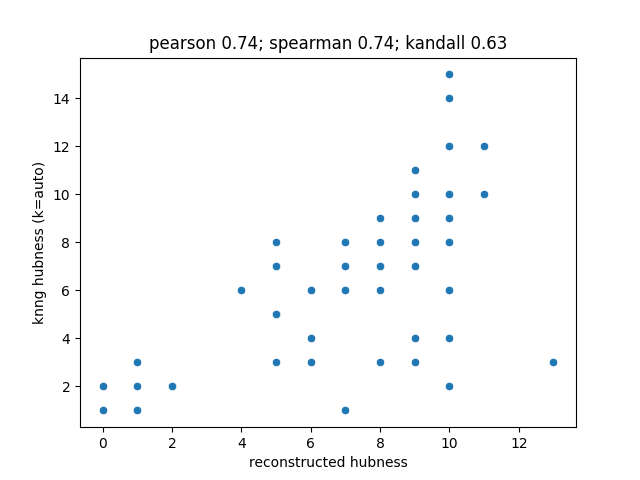 pearson 0.74; spearman 0.74; kandall 0.63
14
12
10
8
6
4
2
knng hubness (k=auto)
0 2 4 6 8 10 12
reconstructed hubness